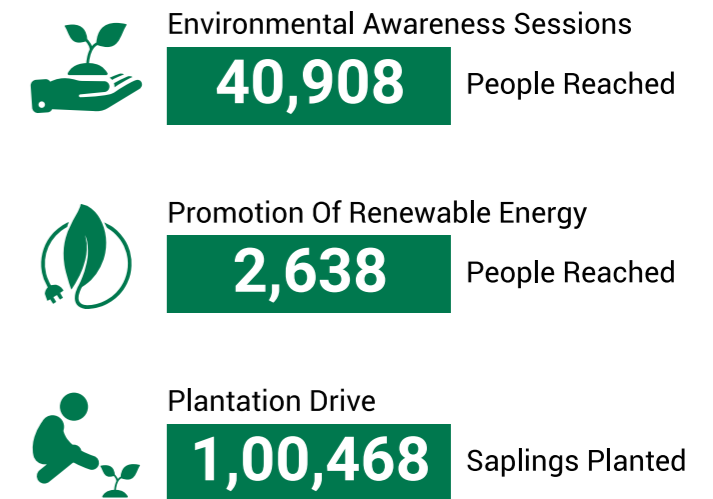 Environmental Awareness Sessions
40,908 People Reached
Promotion Of Renewable Energy
2,638 People Reached
Plantation Drive
1,00,468 Saplings Planted